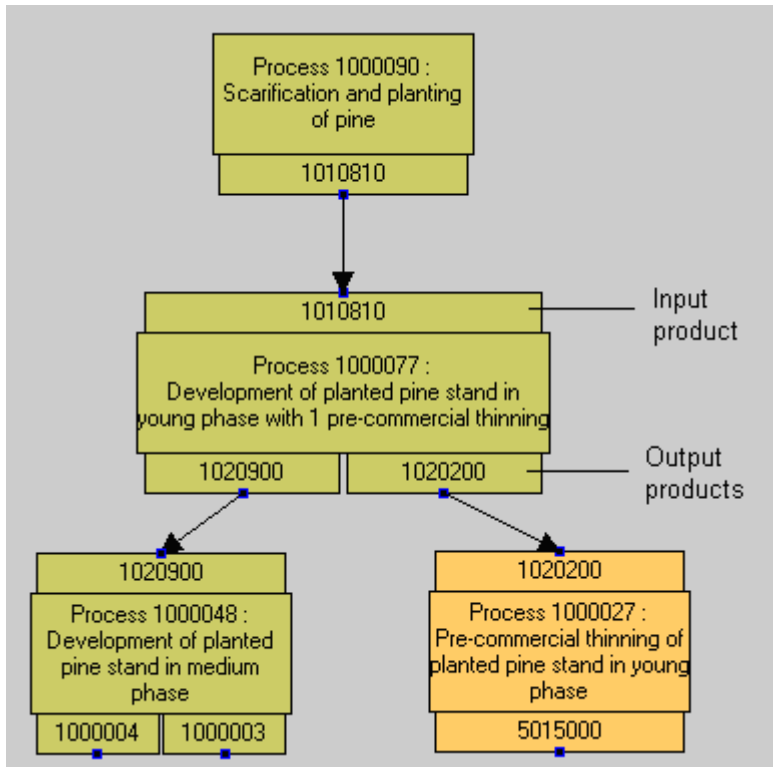 Process 1000090 :
Scarification and planting
of pine
1010810
1010810
Input
product
Process 1000077 :
Development of planted pine stand in
young phase with 1 pre-commercial thinning
1020900
1020200
Output
products
1020900
Process 1000048 :
Development of planted
pine stand in medium
phase
1000004
1000003
1020200
Process 1000027 :
Pre-commercial thinning of
planted pine stand in young
phase
5015000